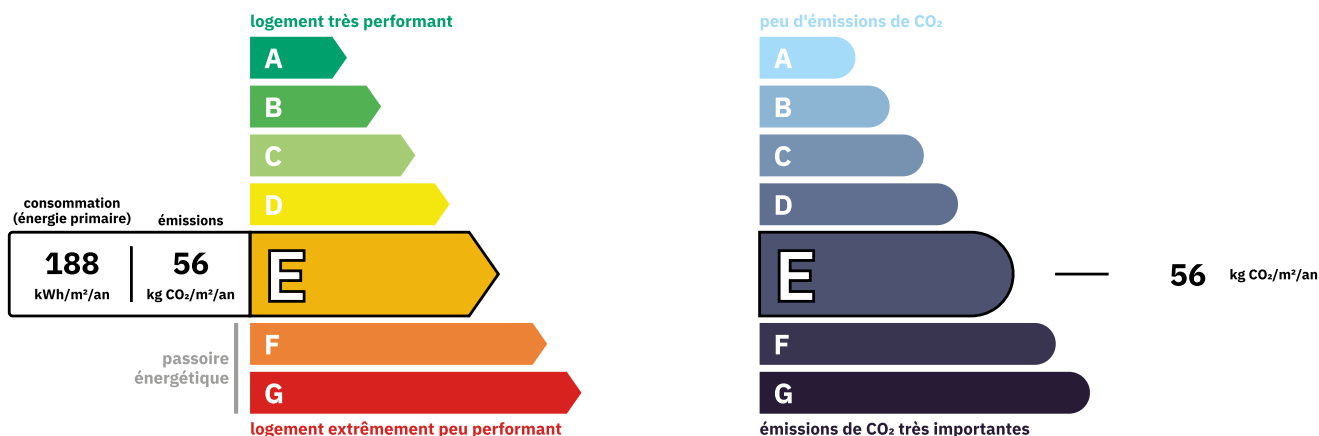 logement très performant
A
B
C
D
consommation
(énergie primaire)
émissions
188
kWh/m²/an
56
kg CO₂/m²/an
E
passoire
énergétique
F
G
logement extrêmement peu performant
peu d'émissions de CO₂
A
B
C
D
E
56
kg CO₂/m²/an
F
G
émissions de CO₂ très importantes